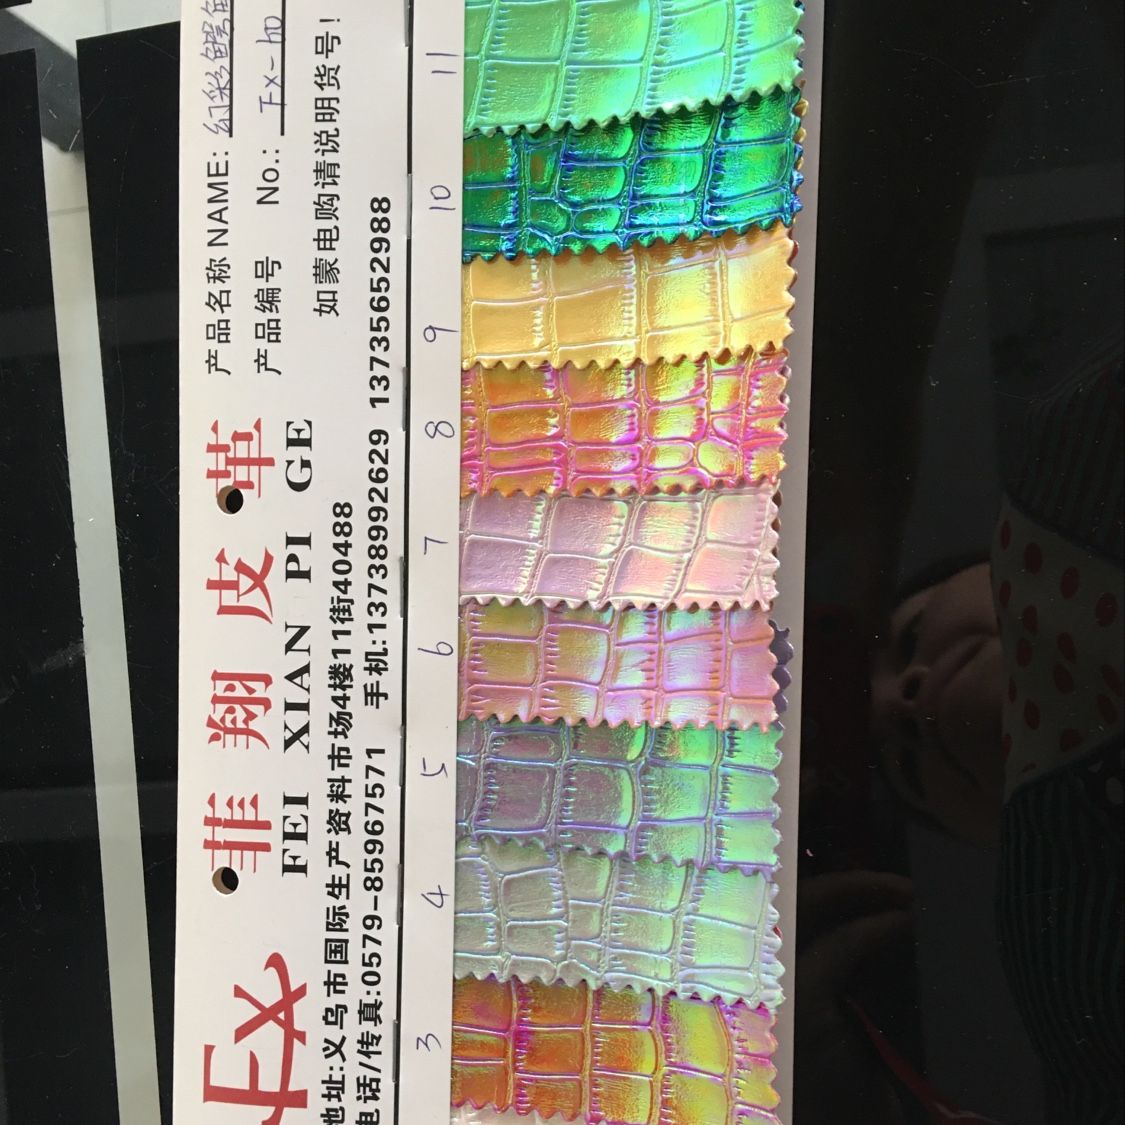 FX
菲翔皮革
FEI XIAN PI GE
产品名称 NAME: 幻彩鳄鱼
产品编号 No.:
如蒙电购请说明货号!
地址:义乌市国际生产资料市场4楼11街40488
电话/传真:0579-85967571 手机:13738992629 13735652988
3
4
5
6
7
8
9
10
11